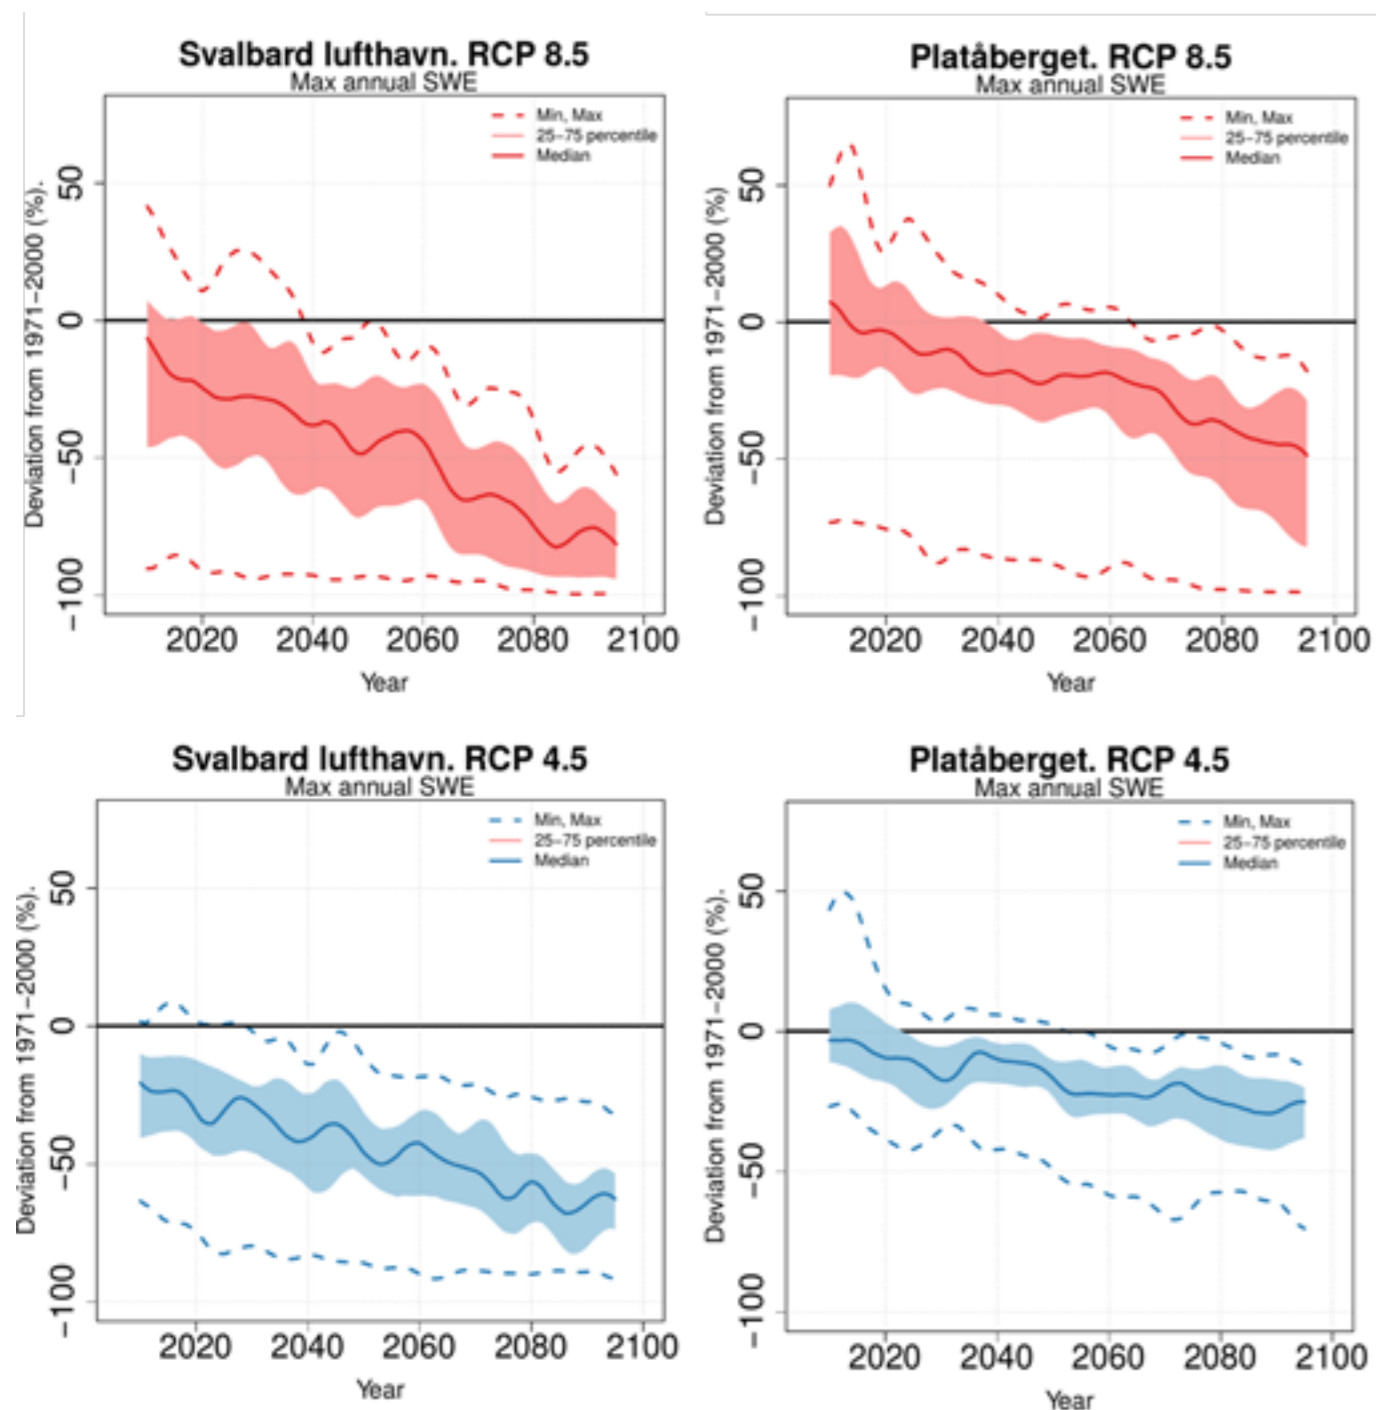 Svalbard lufthavn. RCP 8.5
Max annual SWE
Min, Max
25–75 percentile
Median
Deviation from 1971–2000 (%).
50
0
−50
−100
2020 2040 2060 2080 2100
Year
Platåberget. RCP 8.5
Max annual SWE
Min, Max
25–75 percentile
Median
Deviation from 1971–2000 (%).
50
0
−50
−100
2020 2040 2060 2080 2100
Year
Svalbard lufthavn. RCP 4.5
Max annual SWE
Min, Max
25–75 percentile
Median
Deviation from 1971–2000 (%).
50
0
−50
−100
2020 2040 2060 2080 2100
Year
Platåberget. RCP 4.5
Max annual SWE
Min, Max
25–75 percentile
Median
Deviation from 1971–2000 (%).
50
0
−50
−100
2020 2040 2060 2080 2100
Year